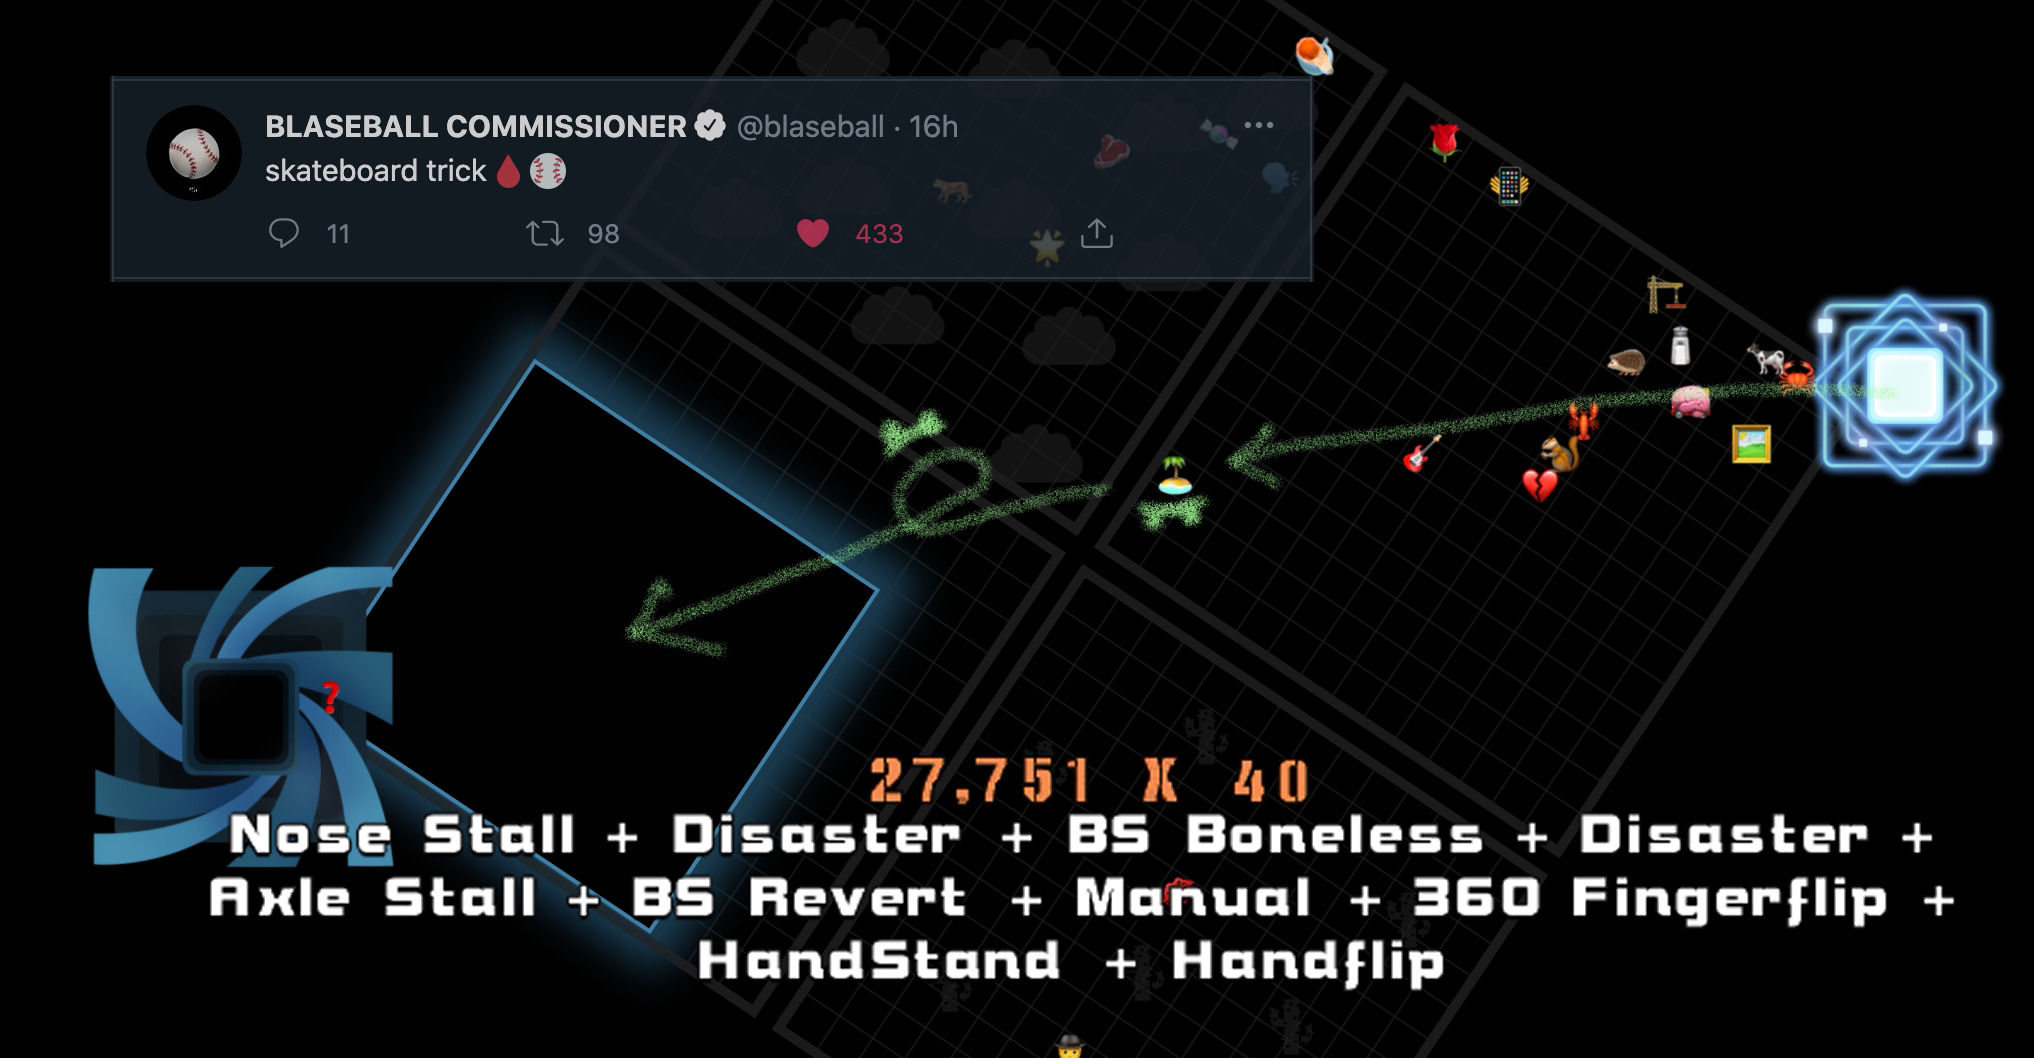 BLASEBALL COMMISSIONER @blaseball · 16h
skateboard trick 🩸⚾
11 98 433
?
27,751 X 40
Nose Stall + Disaster + BS Boneless + Disaster +
Axle Stall + BS Revert + Manual + 360 Fingerflip +
HandStand + Handflip